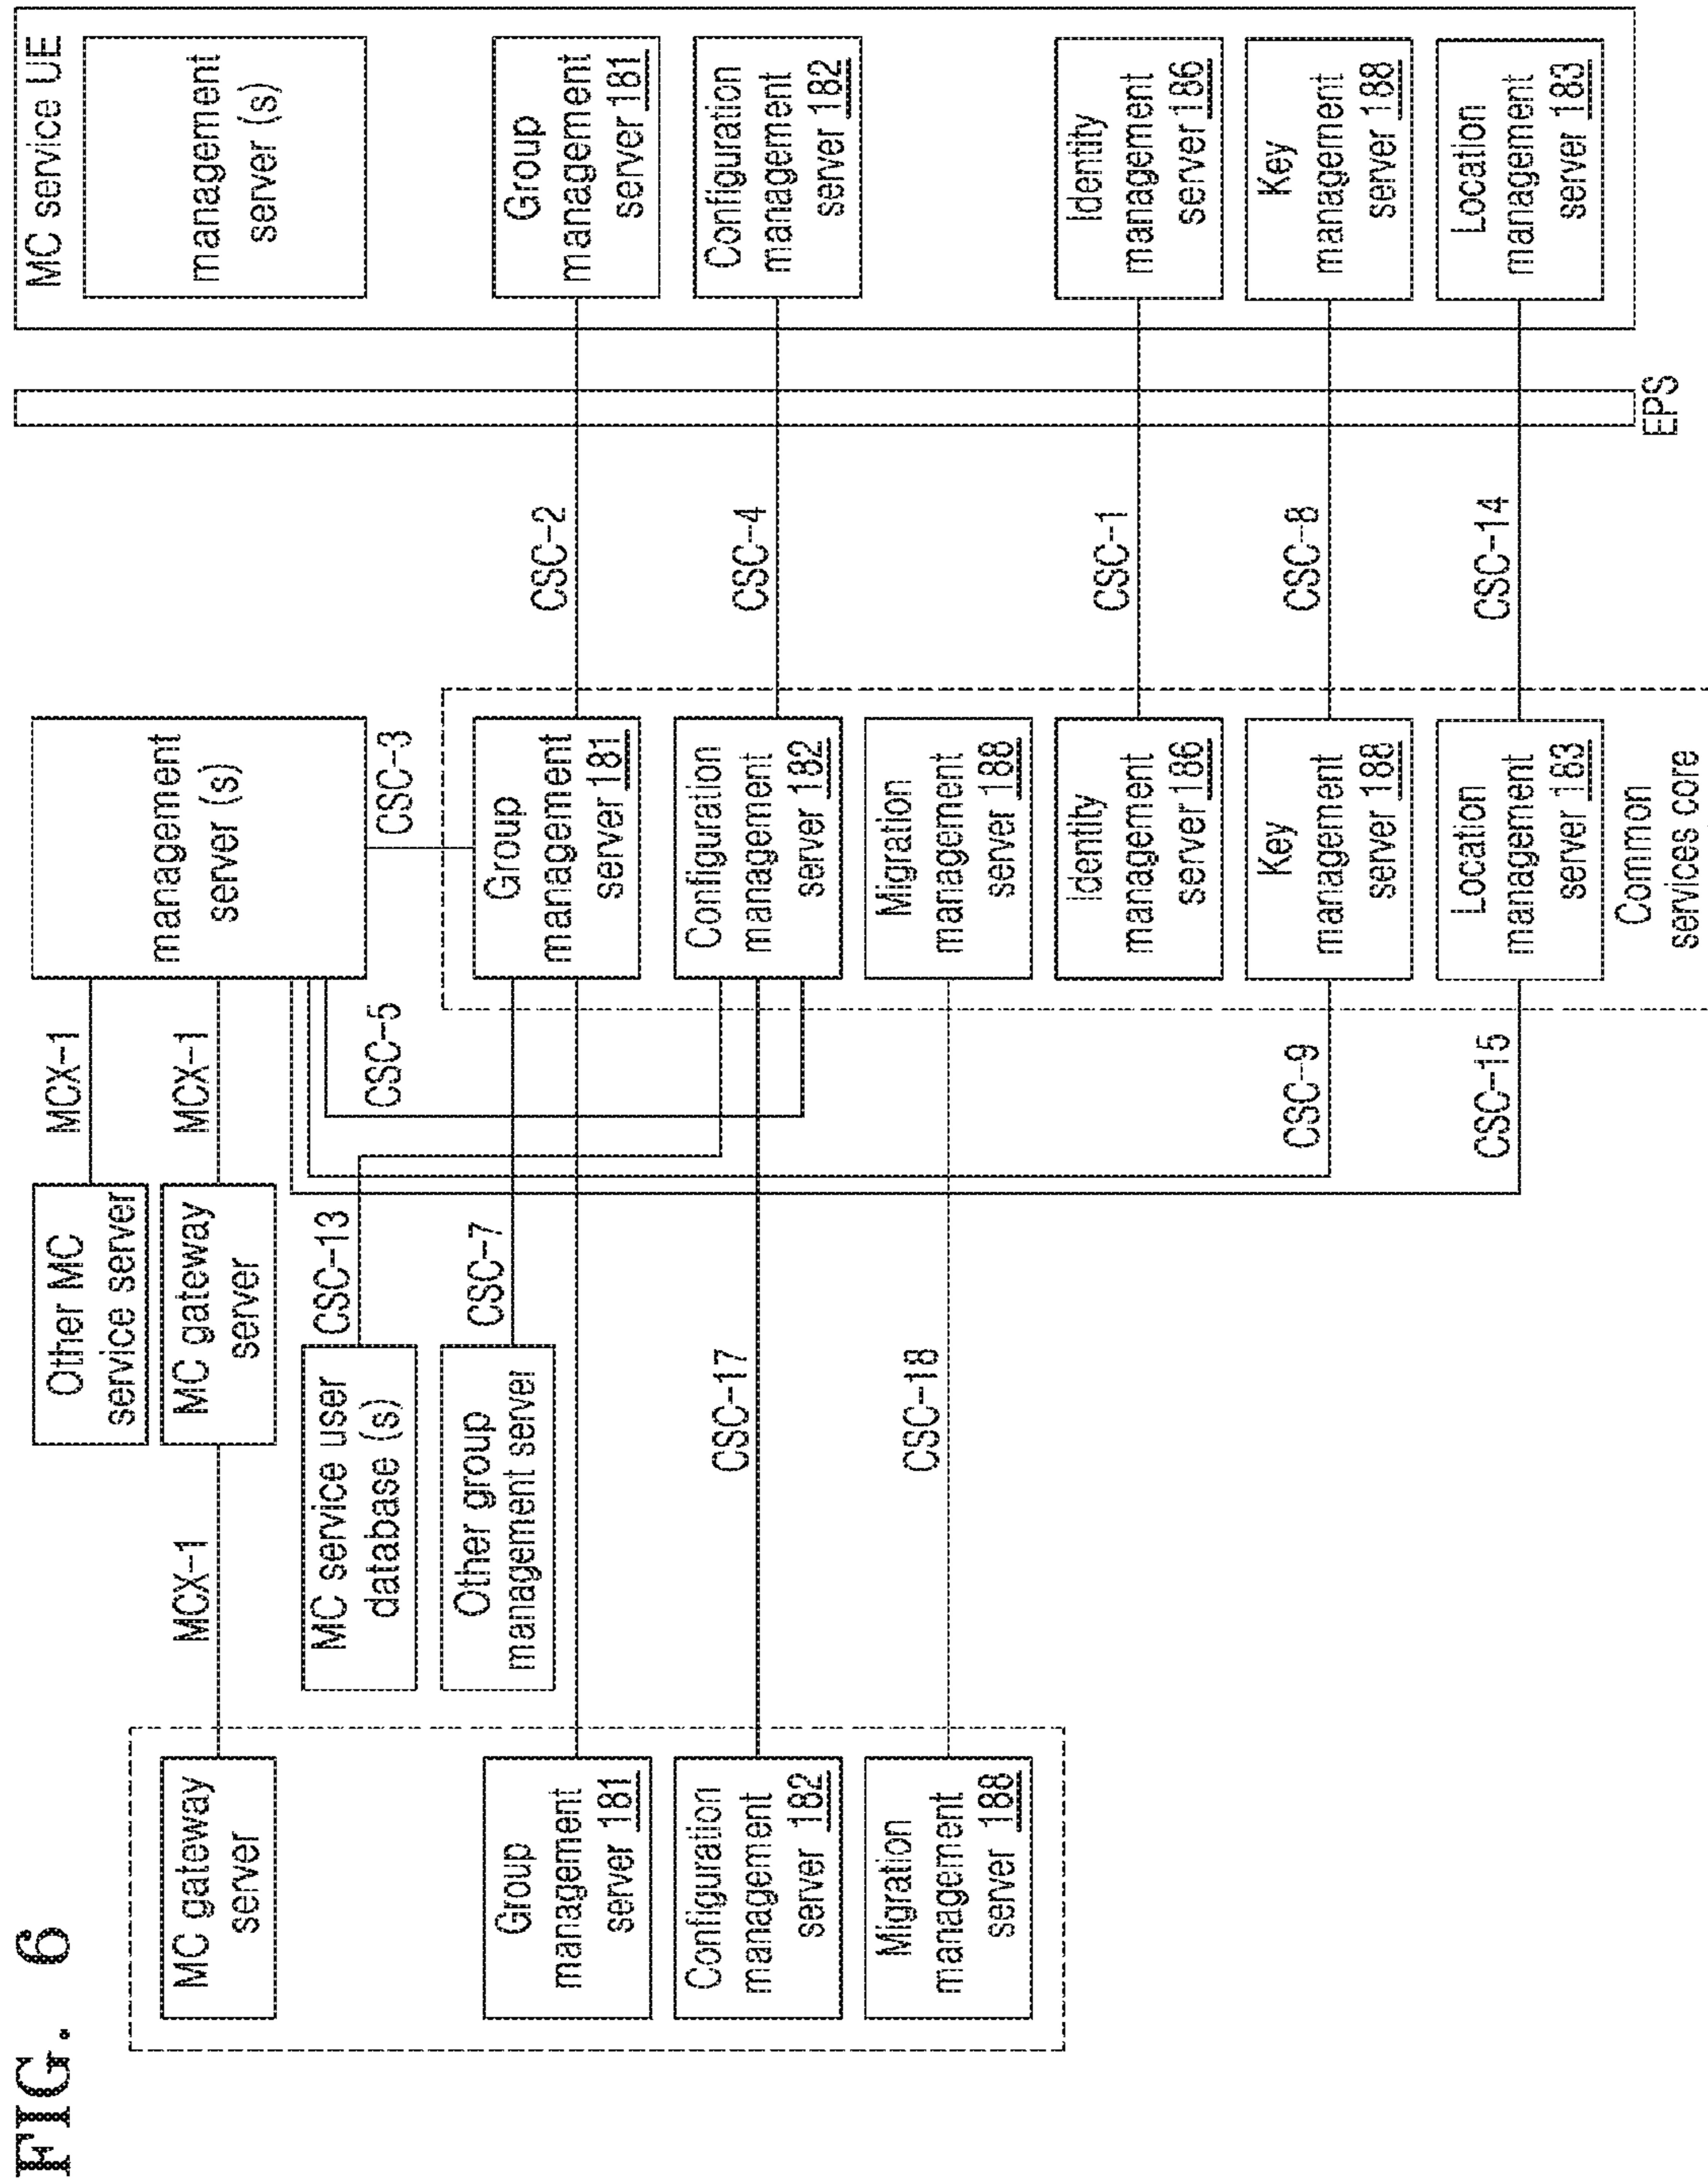 FIG. 6
MC gateway
server
Group
management
server 181
Configuration
management
server 182
Migration
management
server 188
MCX-1
MC service user
database (s)
Other group
management server
CSC-17
CSC-18
Other MC
service server
MC gateway
server
CSC-13
CSC-7
MCX-1
MCX-1
CSC-5
CSC-9
CSC-15
management
server (s)
CSC-3
Group
management
server 181
Configuration
management
server 182
Migration
management
server 188
Identity
management
server 186
Key
management
server 188
Location
management
server 183
Common
services core
CSC-2
CSC-4
CSC-1
CSC-8
CSC-14
EPS
MC service UE
management
server (s)
Group
management
server 181
Configuration
management
server 182
Identity
management
server 186
Key
management
server 188
Location
management
server 183